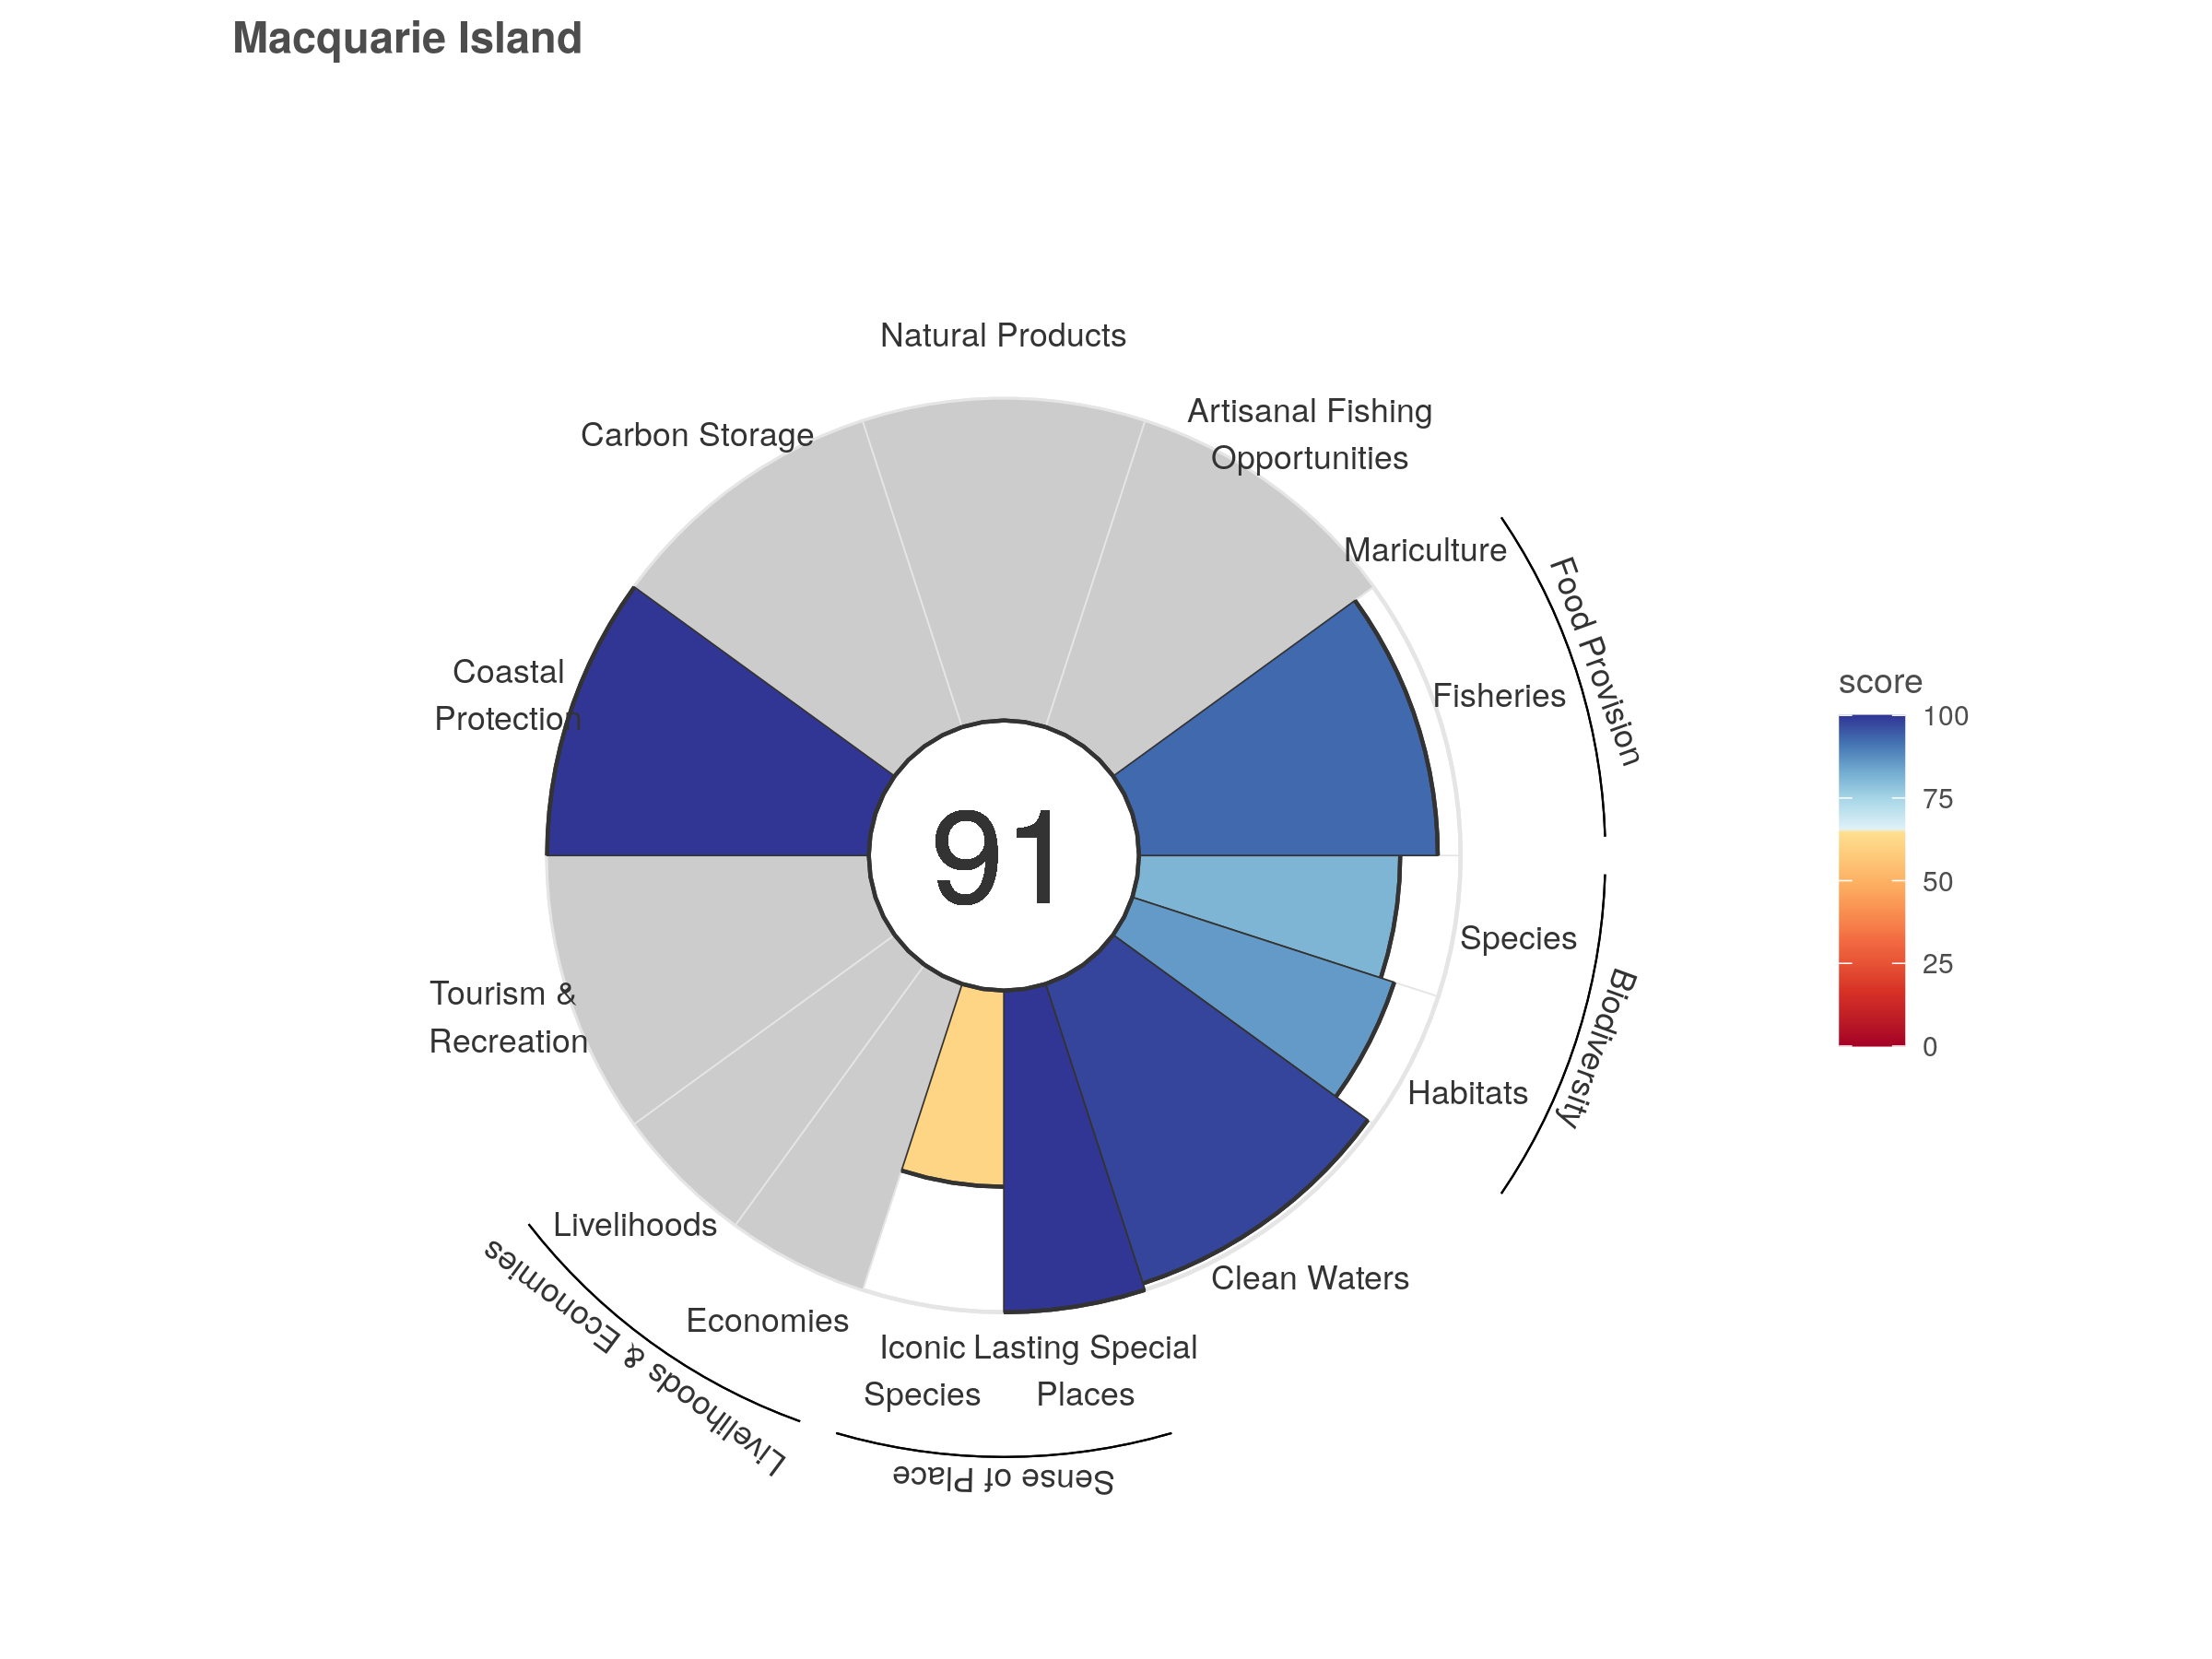 Macquarie Island
Natural Products
Artisanal Fishing
Opportunities
Carbon Storage
Mariculture
Food Provision
Fisheries
Coastal
Protection
score
100
75
50
25
0
91
Species
Biodiversity
Habitats
Tourism &
Recreation
Livelihoods
Livelihoods & Economies
Economies
Clean Waters
Iconic
Species
Lasting Special
Places
Sense of Place